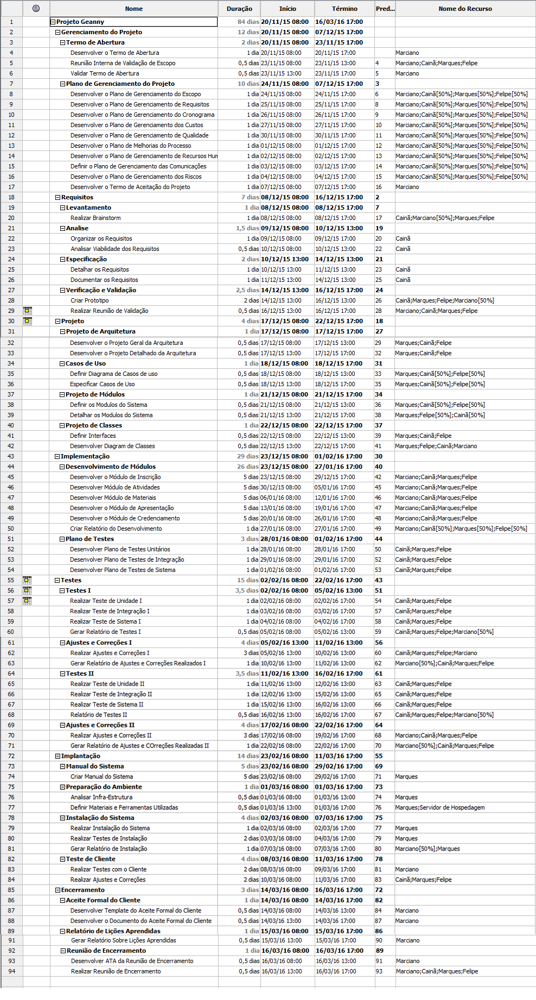 Nome Duração Início Término Pred... Nome do Recurso
1 Projeto Geanny 84 dias 20/11/15 08:00 16/03/16 17:00
2 Gerenciamento do Projeto 12 dias 20/11/15 08:00 07/12/15 17:00
3 Termo de Abertura 2 dias 20/11/15 08:00 23/11/15 17:00
4 Desenvolver o Termo de Abertura 1 dia 20/11/15 08:00 20/11/15 17:00 Marciano
5 Reunião Interna de Validação de Escopo 0,5 dias 23/11/15 08:00 23/11/15 13:00 4 Marciano;Cainã;Marques;Felipe
6 Validar Termo de Abertura 0,5 dias 23/11/15 13:00 23/11/15 17:00 5 Marciano
7 Plano de Gerenciamento do Projeto 10 dias 24/11/15 08:00 07/12/15 17:00 3
8 Desenvolver o Plano de Gerenciamento do Escopo 1 dia 24/11/15 08:00 24/11/15 17:00 6 Marciano;Cainã[50%];Marques[50%];Felipe[50%]
9 Desenvolver o Plano de Gerenciamento de Requisitos 1 dia 25/11/15 08:00 25/11/15 17:00 8 Marciano;Cainã[50%];Marques[50%];Felipe[50%]
10 Desenvolver o Plano de Gerenciamento do Cronograma 1 dia 26/11/15 08:00 26/11/15 17:00 9 Marciano;Cainã[50%];Marques[50%];Felipe[50%]
11 Desenvolver o Plano de Gerenciamento dos Custos 1 dia 27/11/15 08:00 27/11/15 17:00 10 Marciano;Cainã[50%];Marques[50%];Felipe[50%]
12 Desenvolver o Plano de Gerenciamento de Qualidade 1 dia 30/11/15 08:00 30/11/15 17:00 11 Marciano;Cainã[50%];Marques[50%];Felipe[50%]
13 Desenvolver o Plano de Melhorias do Processo 1 dia 01/12/15 08:00 01/12/15 17:00 12 Marciano;Cainã[50%];Marques[50%];Felipe[50%]
14 Desenvolver o Plano de Gerenciamento de Recursos Hum 1 dia 02/12/15 08:00 02/12/15 17:00 13 Marciano;Cainã[50%];Marques[50%];Felipe[50%]
15 Definir o Plano de Gerenciamento das Comunicações 1 dia 03/12/15 08:00 03/12/15 17:00 14 Marciano;Cainã[50%];Marques[50%];Felipe[50%]
16 Desenvolver o Plano de Gerenciamento dos Riscos 1 dia 04/12/15 08:00 04/12/15 17:00 15 Marciano;Cainã[50%];Marques[50%];Felipe[50%]
17 Desenvolver o Termo de Aceitação do Projeto 1 dia 07/12/15 08:00 07/12/15 17:00 16 Marciano
18 Requisitos 7 dias 08/12/15 08:00 16/12/15 17:00 2
19 Levantamento 1 dia 08/12/15 08:00 08/12/15 17:00 7
20 Realizar Brainstorm 1 dia 08/12/15 08:00 08/12/15 17:00 17 Cainã;Marciano[50%];Marques;Felipe
21 Analise 1,5 dias 09/12/15 08:00 10/12/15 13:00 19
22 Organizar os Requisitos 1 dia 09/12/15 08:00 09/12/15 17:00 20 Cainã
23 Analisar Viabilidade dos Requisitos 0,5 dias 10/12/15 08:00 10/12/15 13:00 22 Cainã
24 Especificação 2 dias 10/12/15 13:00 14/12/15 13:00 21
25 Detalhar os Requisitos 1 dia 10/12/15 13:00 11/12/15 13:00 23 Cainã
26 Documentar os Requisitos 1 dia 11/12/15 13:00 14/12/15 13:00 25 Cainã
27 Verificação e Validação 2,5 dias 14/12/15 13:00 16/12/15 17:00 24
28 Criar Prototipo 2 dias 14/12/15 13:00 16/12/15 13:00 26 Cainã;Marques;Felipe;Marciano[50%]
29 Realizar Reunião de Validação 0,5 dias 16/12/15 13:00 16/12/15 17:00 28 Marciano;Cainã;Marques;Felipe
30 Projeto 4 dias 17/12/15 08:00 22/12/15 17:00 18
31 Projeto de Arquitetura 1 dia 17/12/15 08:00 17/12/15 17:00 27
32 Desenvolver o Projeto Geral da Arquitetura 0,5 dias 17/12/15 08:00 17/12/15 13:00 29 Marques;Cainã;Felipe
33 Desenvolver o Projeto Detalhado da Arquitetura 0,5 dias 17/12/15 13:00 17/12/15 17:00 32 Marques;Cainã;Felipe
34 Casos de Uso 1 dia 18/12/15 08:00 18/12/15 17:00 31
35 Definir Diagrama de Casos de uso 0,5 dias 18/12/15 08:00 18/12/15 13:00 33 Marques;Cainã[50%];Felipe[50%]
36 Especificar Casos de Uso 0,5 dias 18/12/15 13:00 18/12/15 17:00 35 Marques;Cainã[50%];Felipe[50%]
37 Projeto de Módulos 1 dia 21/12/15 08:00 21/12/15 17:00 34
38 Definir os Modulos do Sistema 0,5 dias 21/12/15 08:00 21/12/15 13:00 36 Marques;Cainã[50%];Felipe[50%]
39 Detalhar os Modulos do Sistema 0,5 dias 21/12/15 13:00 21/12/15 17:00 38 Marques;Felipe[50%];Cainã[50%]
40 Projeto de Classes 1 dia 22/12/15 08:00 22/12/15 17:00 37
41 Definir Interfaces 0,5 dias 22/12/15 08:00 22/12/15 13:00 39 Marques;Cainã;Felipe
42 Desenvolver Diagram de Classes 0,5 dias 22/12/15 13:00 22/12/15 17:00 41 Marques;Felipe;Cainã;Marciano
43 Implementação 29 dias 23/12/15 08:00 01/02/16 17:00 30
44 Desenvolvimento de Módulos 26 dias 23/12/15 08:00 27/01/16 17:00 40
45 Desenvolver o Módulo de Inscrição 5 dias 23/12/15 08:00 29/12/15 17:00 42 Marciano;Cainã;Marques;Felipe
46 Desenvolver Módulo de Atividades 5 dias 30/12/15 08:00 05/01/16 17:00 45 Marciano;Cainã;Marques;Felipe
47 Desenvolver Módulo de Materiais 5 dias 06/01/16 08:00 12/01/16 17:00 46 Marciano;Cainã;Marques;Felipe
48 Desenvolver o Módulo de Apresentação 5 dias 13/01/16 08:00 19/01/16 17:00 47 Marciano;Cainã;Marques;Felipe
49 Desenvolver o Módulo de Credenciamento 5 dias 20/01/16 08:00 26/01/16 17:00 48 Marciano;Cainã;Marques;Felipe
50 Criar Relatório do Desenvolvimento 1 dia 27/01/16 08:00 27/01/16 17:00 49 Marciano;Cainã[50%];Marques[50%];Felipe[50%]
51 Plano de Testes 3 dias 28/01/16 08:00 01/02/16 17:00 44
52 Desenvolver Plano de Testes Unitários 1 dia 28/01/16 08:00 28/01/16 17:00 50 Cainã;Marques;Felipe
53 Desenvolver Plano de Testes de Integração 1 dia 29/01/16 08:00 29/01/16 17:00 52 Cainã;Marques;Felipe
54 Desenvolver Plano de Testes de Sistema 1 dia 01/02/16 08:00 01/02/16 17:00 53 Cainã;Marques;Felipe
55 Testes 15 dias 02/02/16 08:00 22/02/16 17:00 43
56 Testes I 3,5 dias 02/02/16 08:00 05/02/16 13:00 51
57 Realizar Teste de Unidade I 1 dia 02/02/16 08:00 02/02/16 17:00 54 Cainã;Marques;Felipe
58 Realizar Teste de Integração I 1 dia 03/02/16 08:00 03/02/16 17:00 57 Cainã;Marques;Felipe
59 Realizar Teste de Sistema I 1 dia 04/02/16 08:00 04/02/16 17:00 58 Cainã;Marques;Felipe
60 Gerar Relatório de Testes I 0,5 dias 05/02/16 08:00 05/02/16 13:00 59 Cainã;Marques;Felipe;Marciano[50%]
61 Ajustes e Correções I 4 dias 05/02/16 13:00 11/02/16 13:00 56
62 Realizar Ajustes e Correções I 3 dias 05/02/16 13:00 10/02/16 13:00 60 Cainã;Marques;Felipe;Marciano
63 Gerar Relatório de Ajustes e Correções Realizados I 1 dia 10/02/16 13:00 11/02/16 13:00 62 Marciano[50%];Cainã;Marques;Felipe
64 Testes II 3,5 dias 11/02/16 13:00 16/02/16 17:00 61
65 Realizar Teste de Unidade II 1 dia 11/02/16 13:00 12/02/16 13:00 63 Cainã;Marques;Felipe
66 Realizar Teste de Integração II 1 dia 12/02/16 13:00 15/02/16 13:00 65 Cainã;Marques;Felipe
67 Realizar Teste de Sistema II 1 dia 15/02/16 13:00 16/02/16 13:00 66 Cainã;Marques;Felipe
68 Relatório de Testes II 0,5 dias 16/02/16 13:00 16/02/16 17:00 67 Cainã;Marques;Felipe;Marciano[50%]
69 Ajustes e Correções II 4 dias 17/02/16 08:00 22/02/16 17:00 64
70 Realizar Ajustes e Correções II 3 dias 17/02/16 08:00 19/02/16 17:00 68 Marciano;Cainã;Marques;Felipe
71 Gerar Relatório de Ajustes e COrreções Realizadas II 1 dia 22/02/16 08:00 22/02/16 17:00 70 Marciano[50%];Cainã;Marques;Felipe
72 Implantação 14 dias 23/02/16 08:00 11/03/16 17:00 55
73 Manual do Sistema 5 dias 23/02/16 08:00 29/02/16 17:00 69
74 Criar Manual do Sistema 5 dias 23/02/16 08:00 29/02/16 17:00 71 Marques
75 Preparação do Ambiente 1 dia 01/03/16 08:00 01/03/16 17:00 73
76 Analisar Infra-Estrutura 0,5 dias 01/03/16 08:00 01/03/16 13:00 74 Marques
77 Definir Materiais e Ferramentas Utilizadas 0,5 dias 01/03/16 13:00 01/03/16 17:00 76 Marques;Servidor de Hospedagem
78 Instalação do Sistema 4 dias 02/03/16 08:00 07/03/16 17:00 75
79 Realizar Instalação do Sistema 1 dia 02/03/16 08:00 02/03/16 17:00 77 Marques
80 Realizar Testes de Instalação 2 dias 03/03/16 08:00 04/03/16 17:00 79 Marques
81 Gerar Relatório de Instalação 1 dia 07/03/16 08:00 07/03/16 17:00 80 Marciano[50%];Marques
82 Teste de Cliente 4 dias 08/03/16 08:00 11/03/16 17:00 78
83 Realizar Testes com o Cliente 2 dias 08/03/16 08:00 09/03/16 17:00 81 Marciano
84 Realizar Ajustes e Correções 2 dias 10/03/16 08:00 11/03/16 17:00 83 Cainã;Marques;Felipe
85 Encerramento 3 dias 14/03/16 08:00 16/03/16 17:00 72
86 Aceite Formal do Cliente 1 dia 14/03/16 08:00 14/03/16 17:00 82
87 Desenvolver Template do Aceite Formal do Cliente 0,5 dias 14/03/16 08:00 14/03/16 13:00 84 Marciano
88 Desenvolver o Documento do Aceite Formal do Cliente 0,5 dias 14/03/16 13:00 14/03/16 17:00 87 Marciano
89 Relatório de Lições Aprendidas 1 dia 15/03/16 08:00 15/03/16 17:00 86
91 Gerar Relatório Sobre Lições Aprendidas 0,5 dias 15/03/16 13:00 15/03/16 17:00 90 Marciano
92 Reunião de Encerramento 1 dia 16/03/16 08:00 16/03/16 17:00 89
93 Desenvolver ATA da Reunião de Encerramento 0,5 dias 16/03/16 08:00 16/03/16 13:00 91 Marciano
94 Realizar Reunião de Encerramento 0,5 dias 16/03/16 13:00 16/03/16 17:00 93 Marciano;Cainã;Marques;Felipe